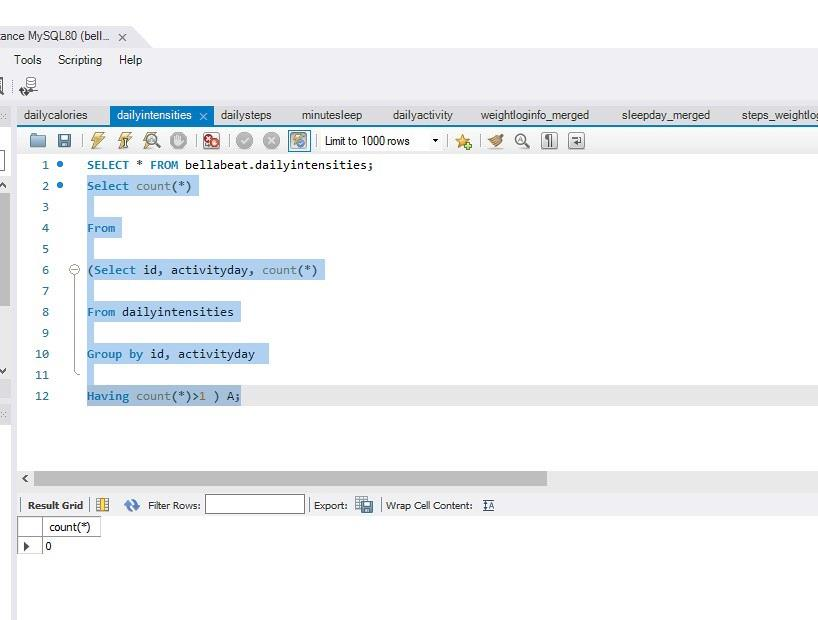 ance MySQL80 (bell...
Tools Scripting Help
dailycalories dailyintensities dailysteps minutesleep dailyactivity weightloginfo_merged sleepday_merged steps_weightlog
Limit to 1000 rows
1 SELECT * FROM bellabeat.dailyintensities;
2 Select count(*)
3
4 From
5
6 (Select id, activityday, count(*)
7
8 From dailyintensities
9
10 Group by id, activityday
11
12 Having count(*)>1 ) A;
Result Grid Filter Rows: Export: Wrap Cell Content:
count(*)
0